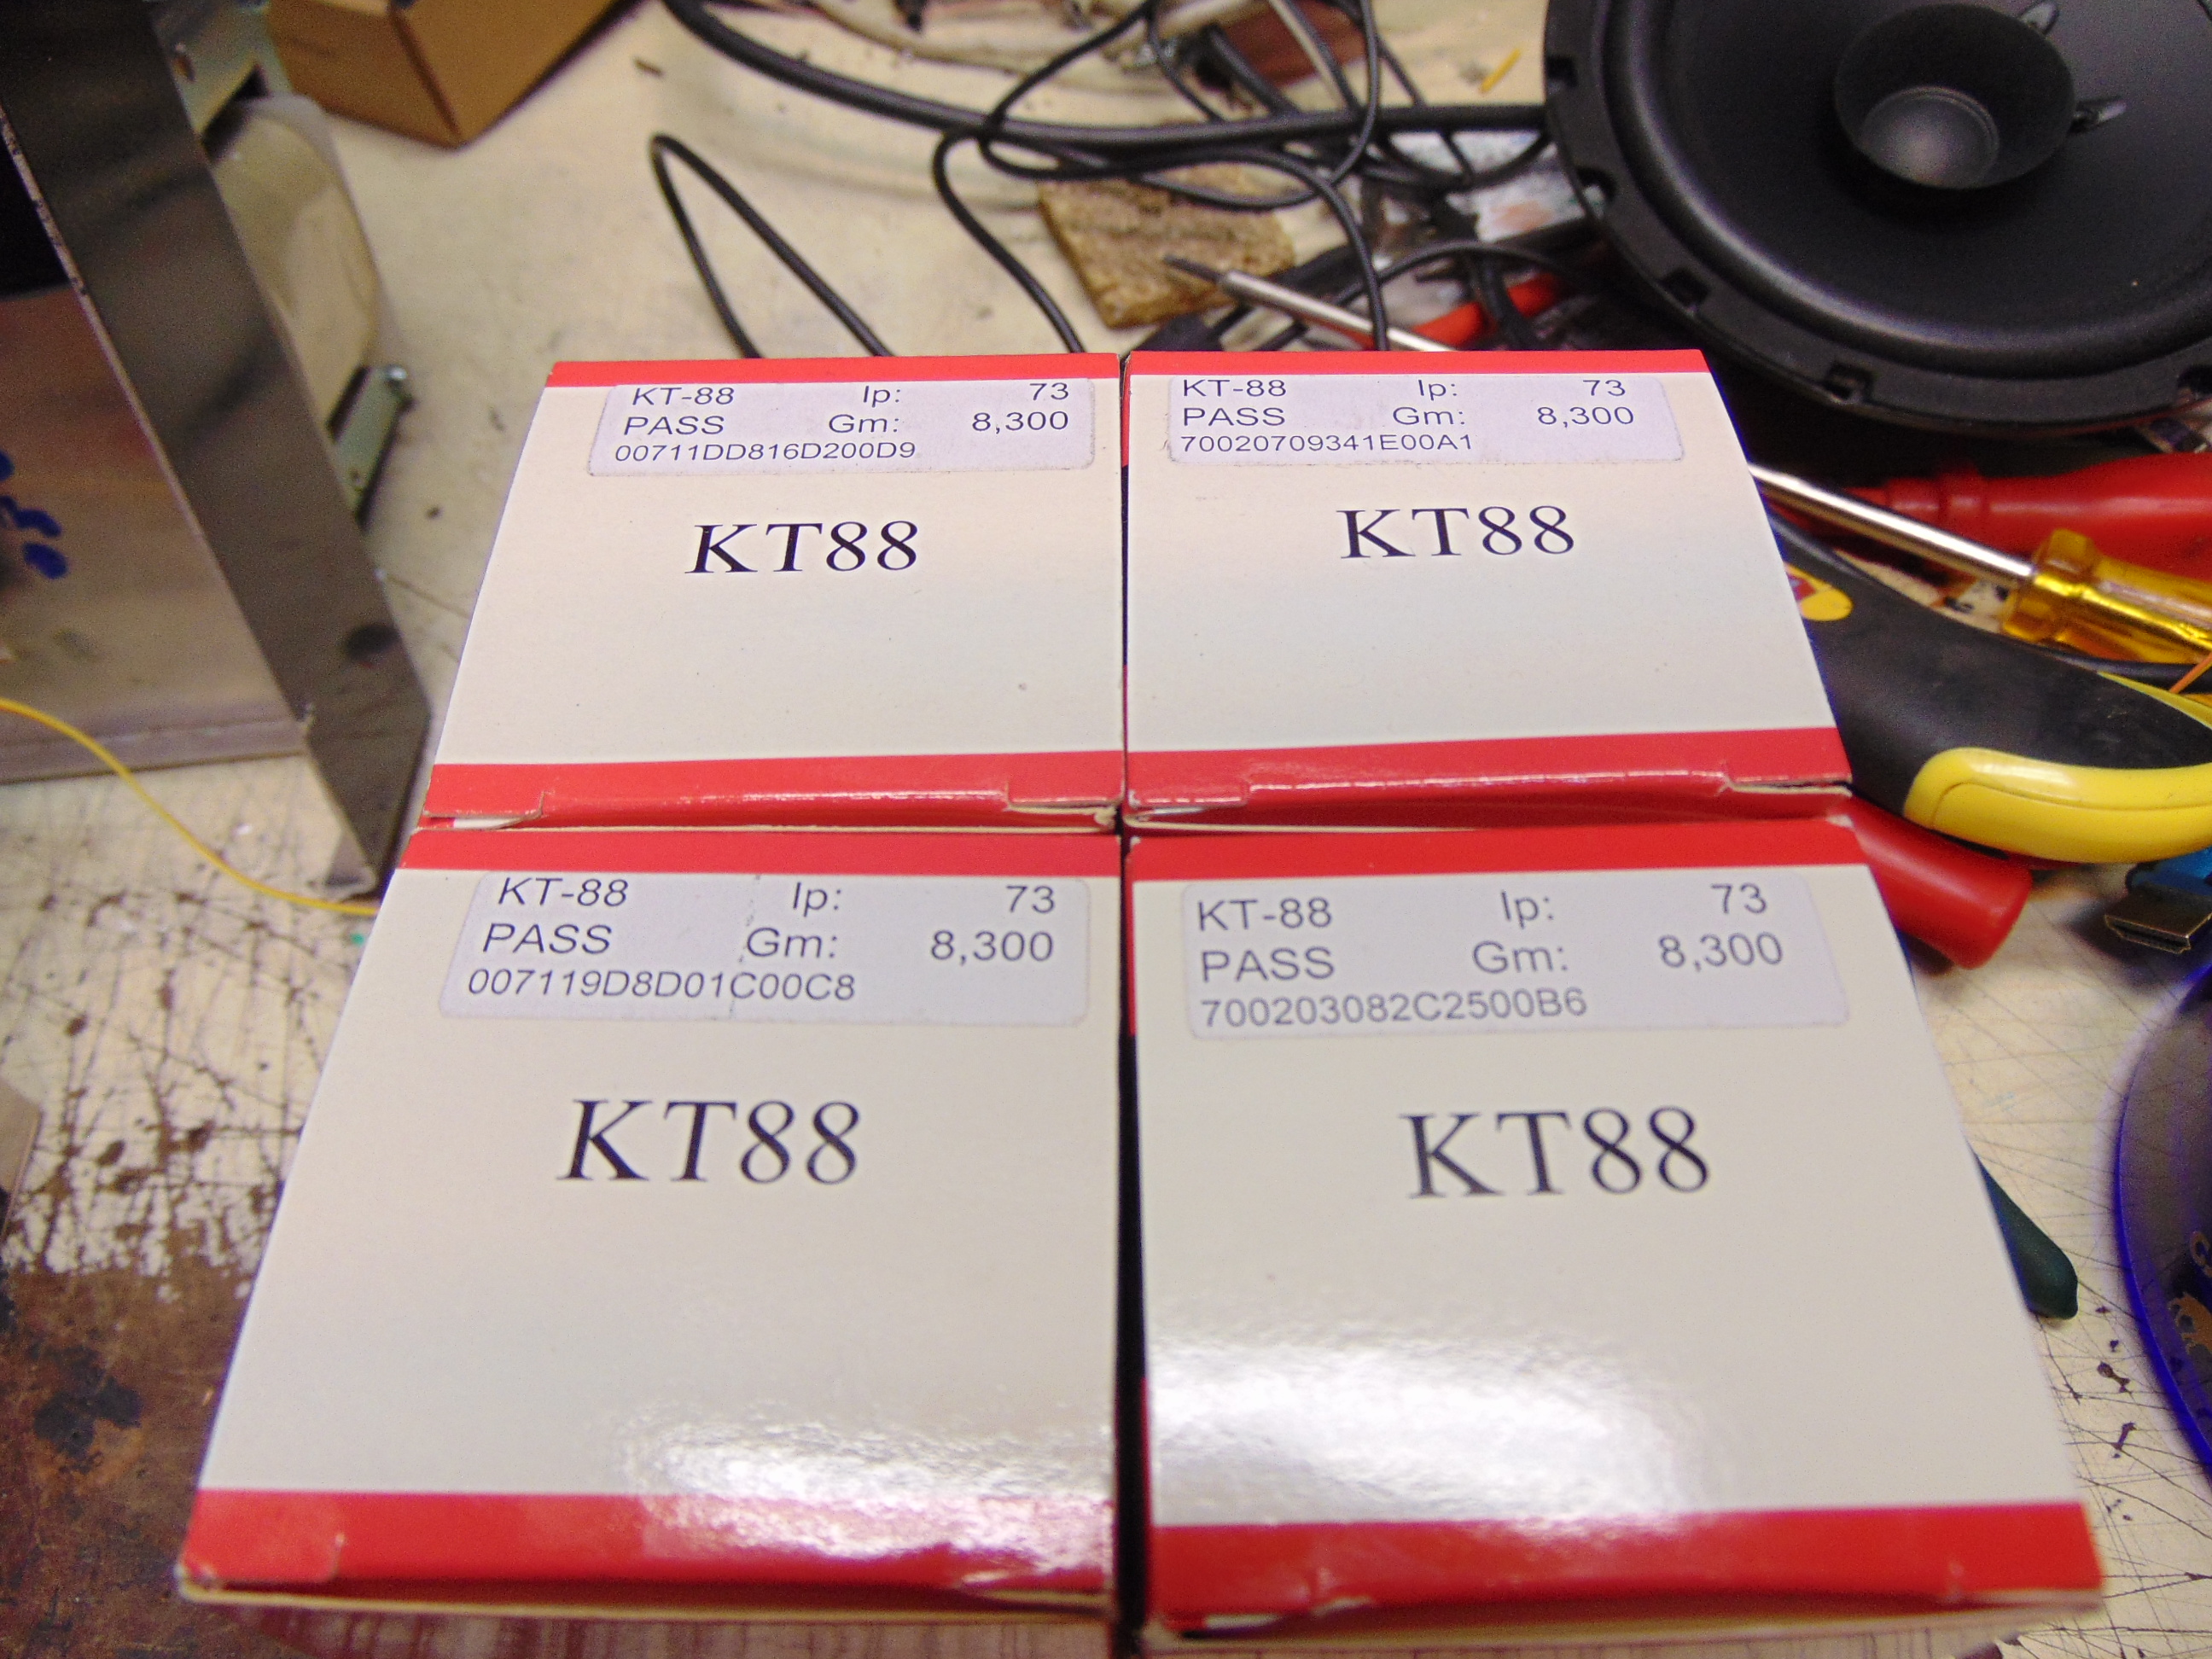 KT-88 Ip: 73
PASS Gm: 8,300
00711DD816D200D9
KT88
KT-88 Ip: 73
PASS Gm: 8,300
70020709341E00A1
KT88
KT-88 Ip: 73
PASS Gm: 8,300
007119D8D01C00C8
KT88
KT-88 Ip: 73
PASS Gm: 8,300
700203082C2500B6
KT88